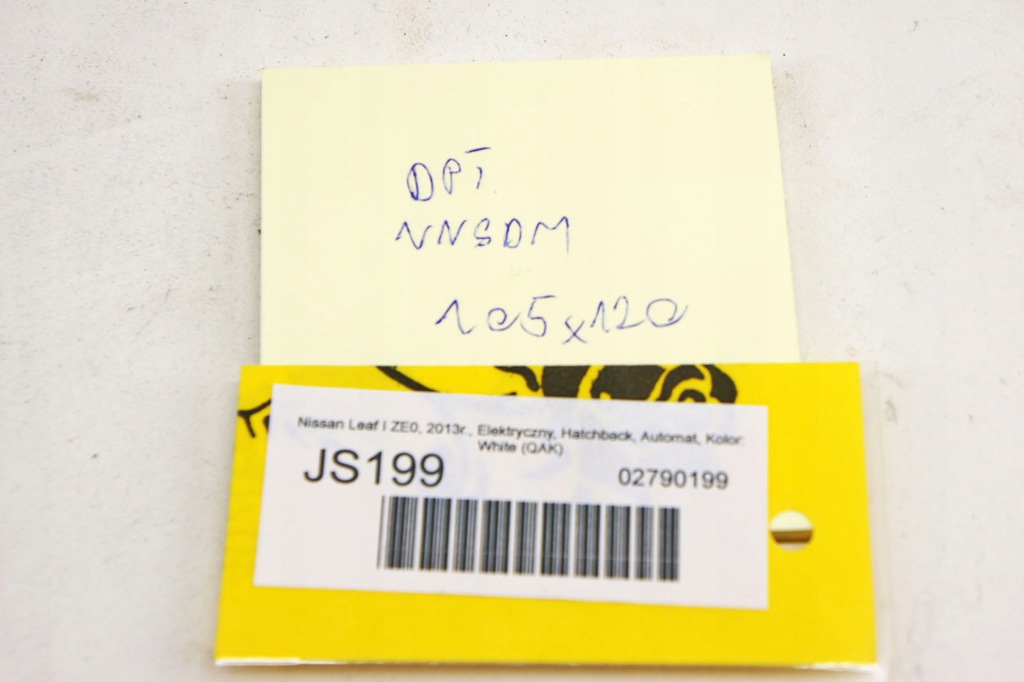 DPT
NNSDM
105x120
Nissan Leaf I ZE0, 2013r., Elektryczny, Hatchback, Automat, Kolor:
White (QAK)
JS199
02790199